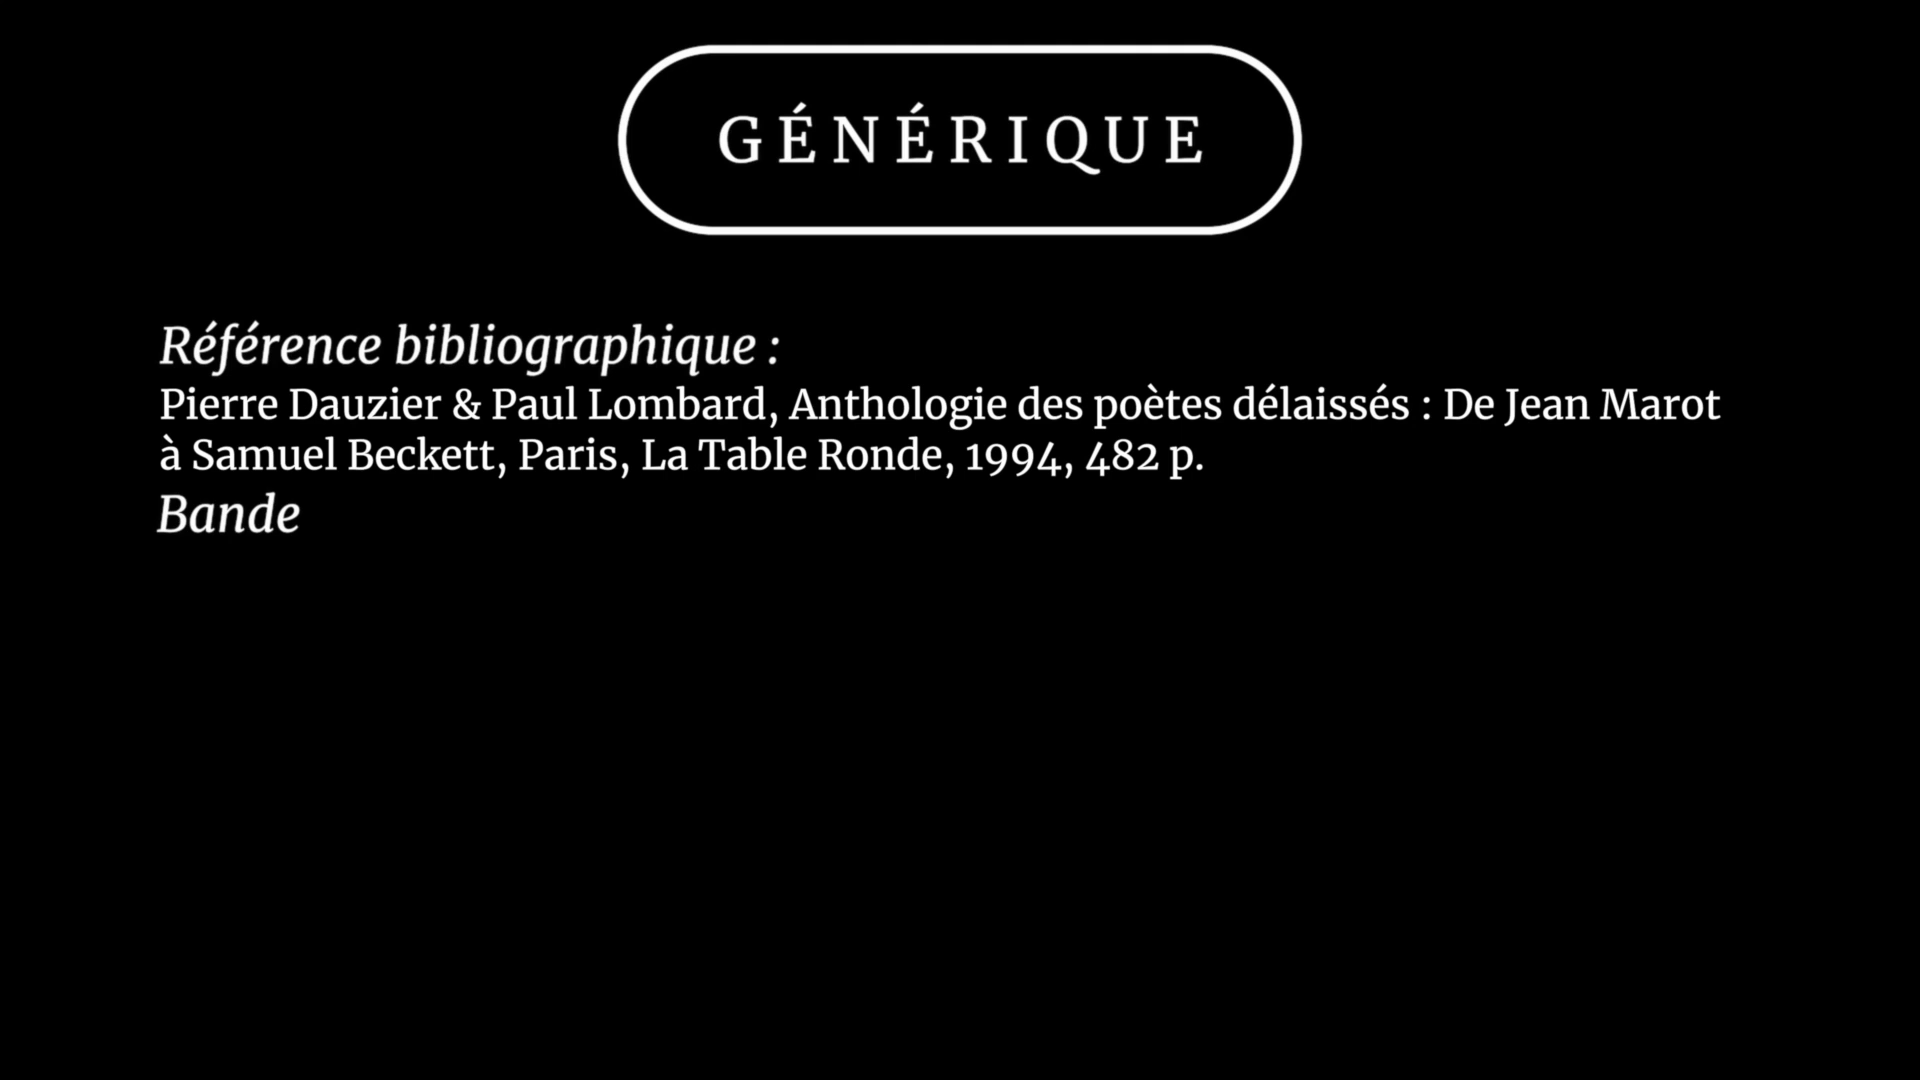 GÉNÉRIQUE
Référence bibliographique :
Pierre Dauzier & Paul Lombard, Anthologie des poètes délaissés : De Jean Marot
à Samuel Beckett, Paris, La Table Ronde, 1994, 482 p.
Bande